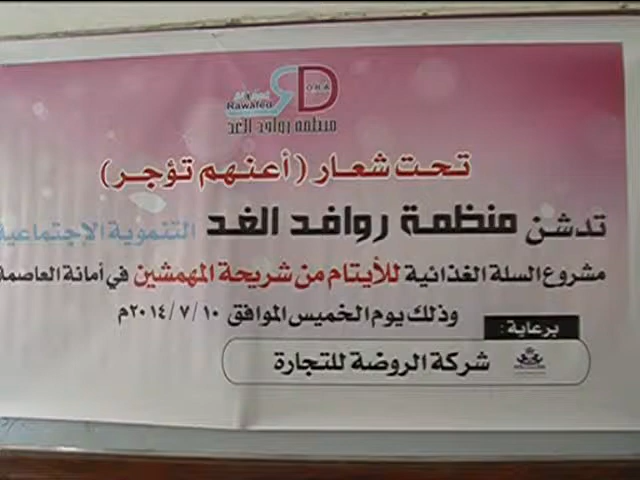 ORA
Rawafed
منظمة روافد الغد
تحت شعار (أعنهم تؤجر)
تدشن منظمة روافد الغد التنموية الاجتماعية
مشروع السلة الغذائية للأيتام من شريحة المهمشين في أمانة العاصمة
وذلك يوم الخميس الموافق ١٠ / ٧ / ٢٠١٤م
برعاية :
شركة الروضة للتجارة